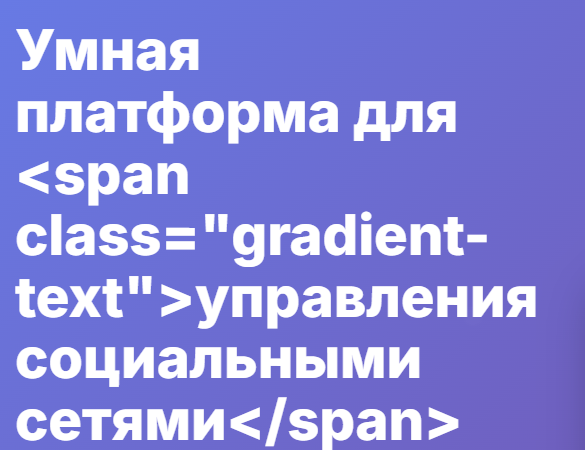 Умная
платформа для
<span
class="gradient-
text">управления
социальными
сетями</span>